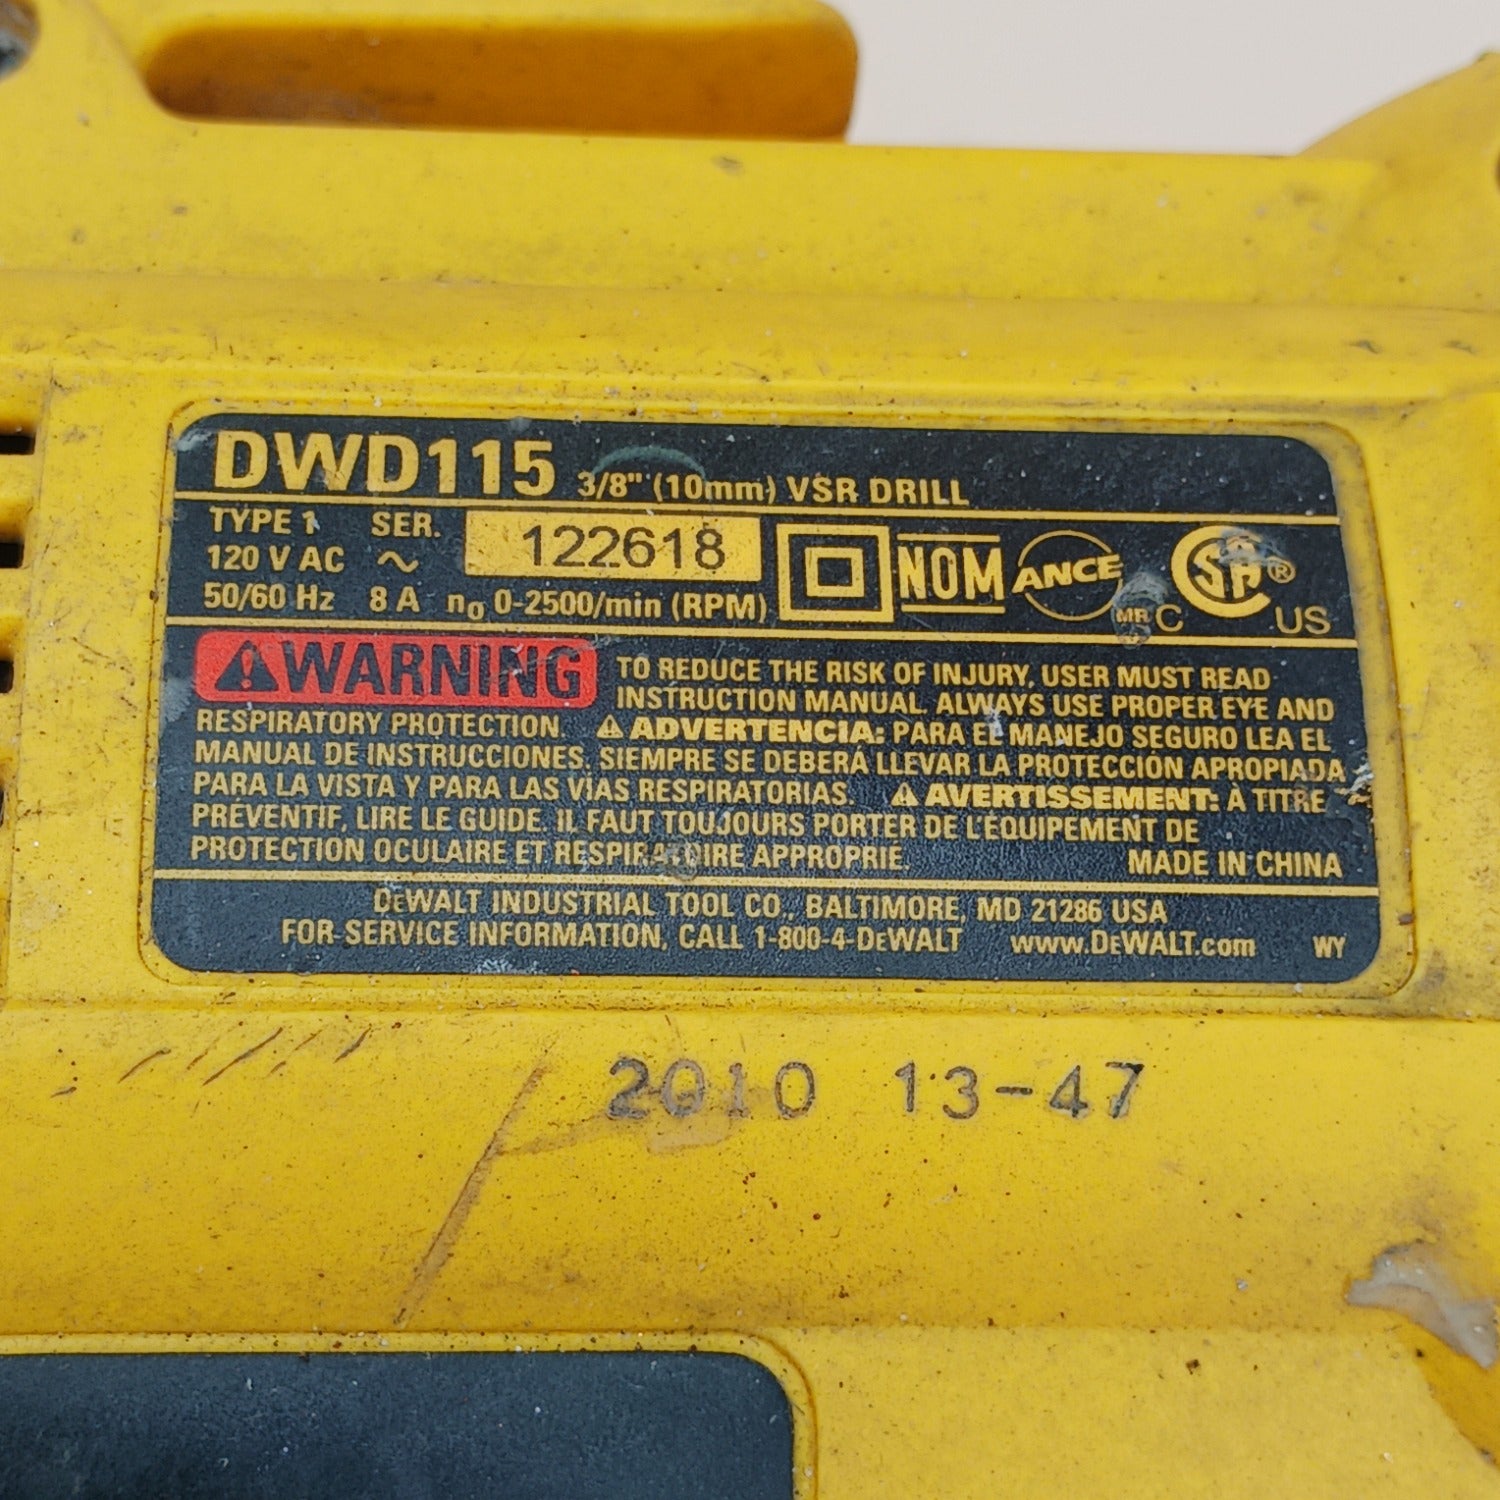 DWD115 3/8" (10mm) VSR DRILL
TYPE 1 SER. 122618
120 V AC ~
50/60 Hz 8 A n₀ 0-2500/min (RPM)
NOM ANCE MR C SA® US
⚠WARNING TO REDUCE THE RISK OF INJURY, USER MUST READ
INSTRUCTION MANUAL. ALWAYS USE PROPER EYE AND
RESPIRATORY PROTECTION. ⚠ADVERTENCIA: PARA EL MANEJO SEGURO LEA EL
MANUAL DE INSTRUCCIONES. SIEMPRE SE DEBERÁ LLEVAR LA PROTECCIÓN APROPIADA
PARA LA VISTA Y PARA LAS VÍAS RESPIRATORIAS. ⚠AVERTISSEMENT: À TITRE
PRÉVENTIF, LIRE LE GUIDE. IL FAUT TOUJOURS PORTER DE L'ÉQUIPEMENT DE
PROTECTION OCULAIRE ET RESPIRATOIRE APPROPRIÉ. MADE IN CHINA
DEWALT INDUSTRIAL TOOL CO., BALTIMORE, MD 21286 USA
FOR SERVICE INFORMATION, CALL 1-800-4-DEWALT www.DEWALT.com WY
2010 13-47